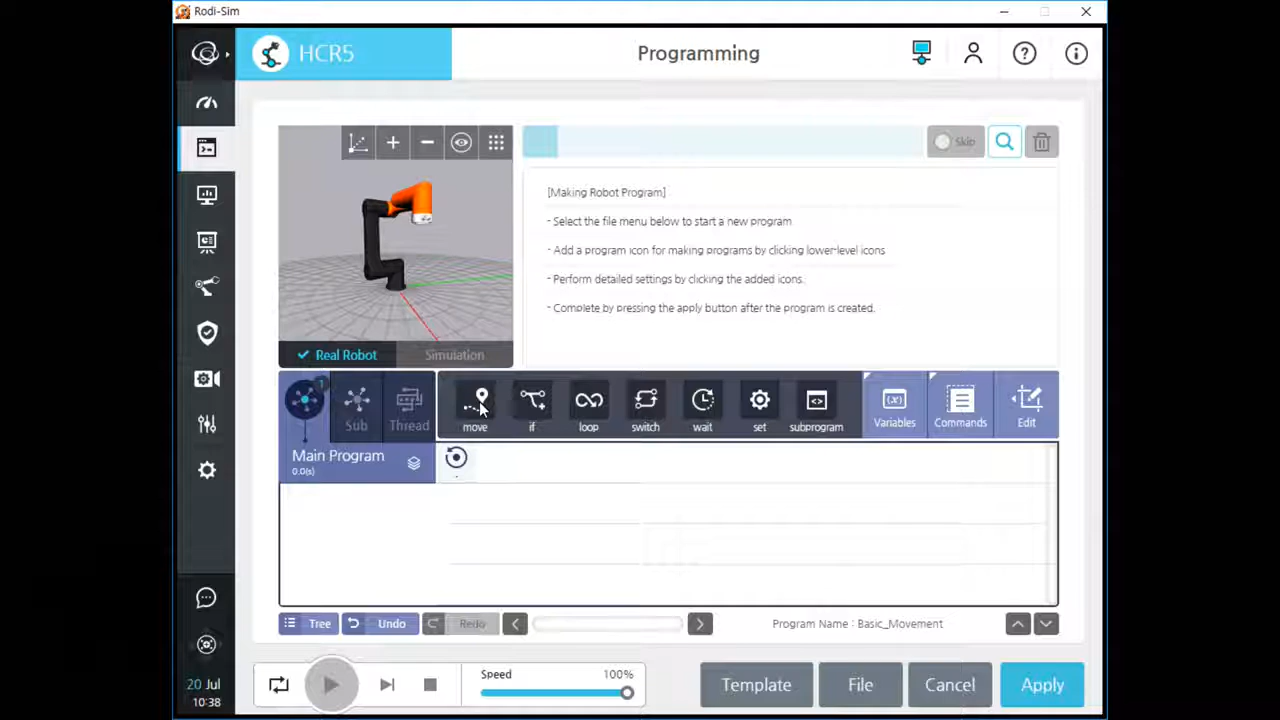 Rodi-Sim
HCR5
Programming
Skip
[Making Robot Program]
- Select the file menu below to start a new program
- Add a program icon for making programs by clicking lower-level icons
- Perform detailed settings by clicking the added icons.
- Complete by pressing the apply button after the program is created.
Real Robot
Simulation
1
Sub
Thread
move
if
loop
switch
wait
set
subprogram
Variables
Commands
Edit
Main Program
0.0(s)
Tree
Undo
Redo
Program Name : Basic_Movement
20 Jul
10:38
Speed
100%
Template
File
Cancel
Apply